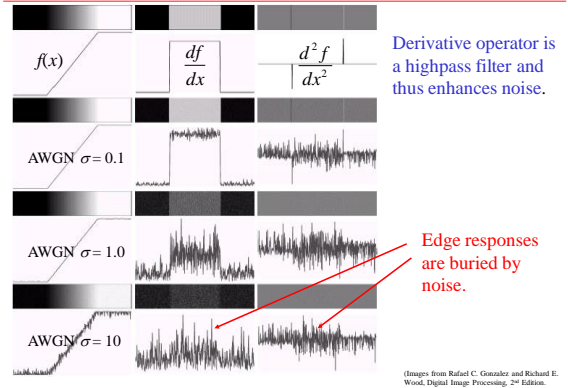 f(x)
df
dx
d²f
dx²
Derivative operator is
a highpass filter and
thus enhances noise.
AWGN σ= 0.1
AWGN σ= 1.0
Edge responses
are buried by
noise.
AWGN σ= 10
(Images from Rafael C. Gonzalez and Richard E.
Wood, Digital Image Processing, 2nd Edition.